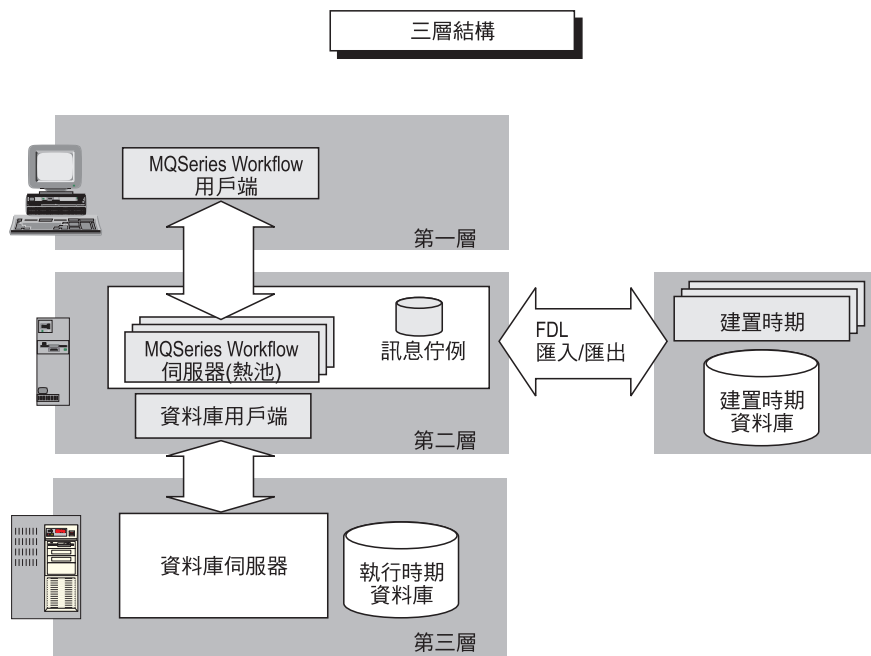 三層結構
MQSeries Workflow
用戶端
第一層
MQSeries Workflow
伺服器(熱池)
訊息佇例
資料庫用戶端
第二層
FDL
匯入/匯出
建置時期
建置時期
資料庫
資料庫伺服器
執行時期
資料庫
第三層